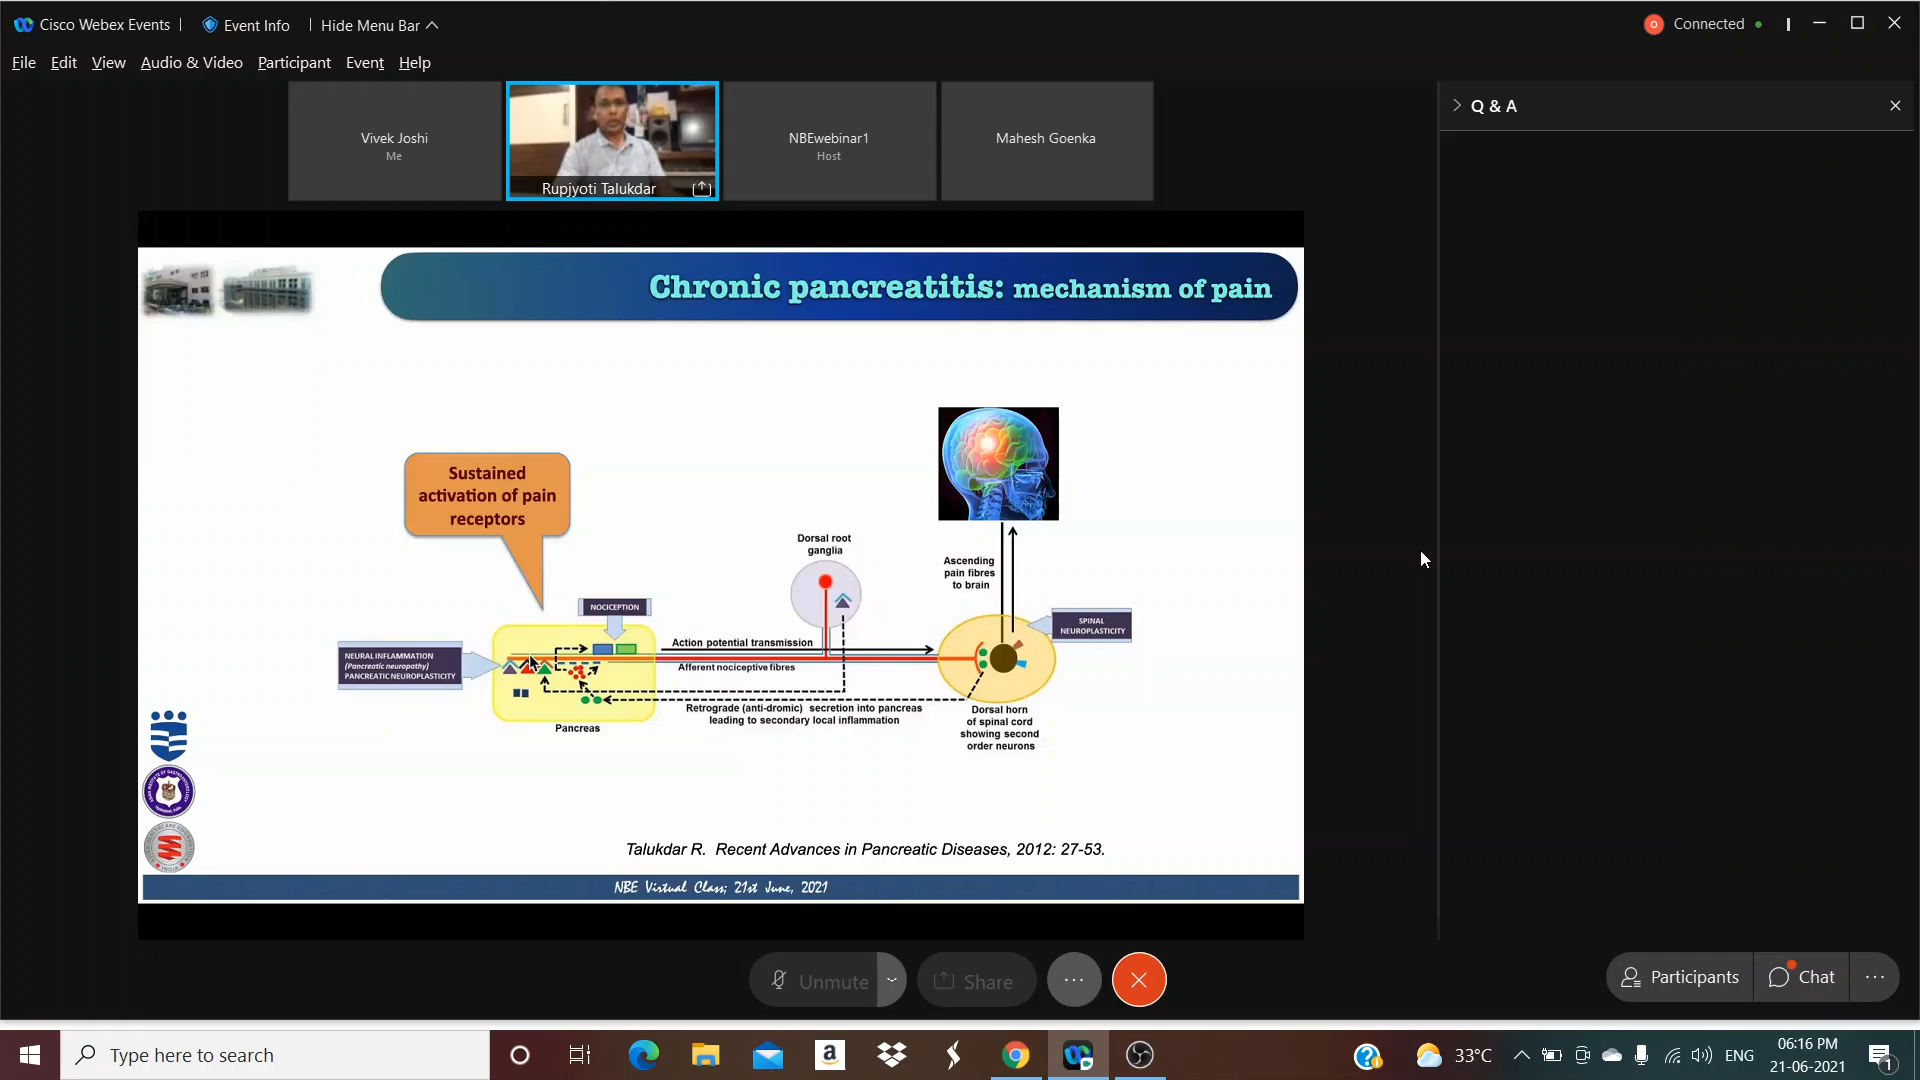 Cisco Webex Events
Event Info
Hide Menu Bar
Connected
File Edit View Audio & Video Participant Event Help
Vivek Joshi
Me
Rupjyoti Talukdar
NBEwebinar1
Host
Mahesh Goenka
Q & A
Chronic pancreatitis: mechanism of pain
Sustained
activation of pain
receptors
Dorsal root
ganglia
Ascending
pain fibres
to brain
NOCICEPTION
SPINAL
NEUROPLASTICITY
NEURAL INFLAMMATION
(Pancreatic neuropathy)
PANCREATIC NEUROPLASTICITY
Action potential transmission
Afferent nociceptive fibres
Retrograde (anti-dromic) secretion into pancreas
leading to secondary local inflammation
Pancreas
Dorsal horn
of spinal cord
showing second
order neurons
Talukdar R. Recent Advances in Pancreatic Diseases, 2012: 27-53.
NBE Virtual Class; 21st June, 2021
Unmute
Share
Participants
Chat
Type here to search
33°C
ENG
06:16 PM
21-06-2021
1